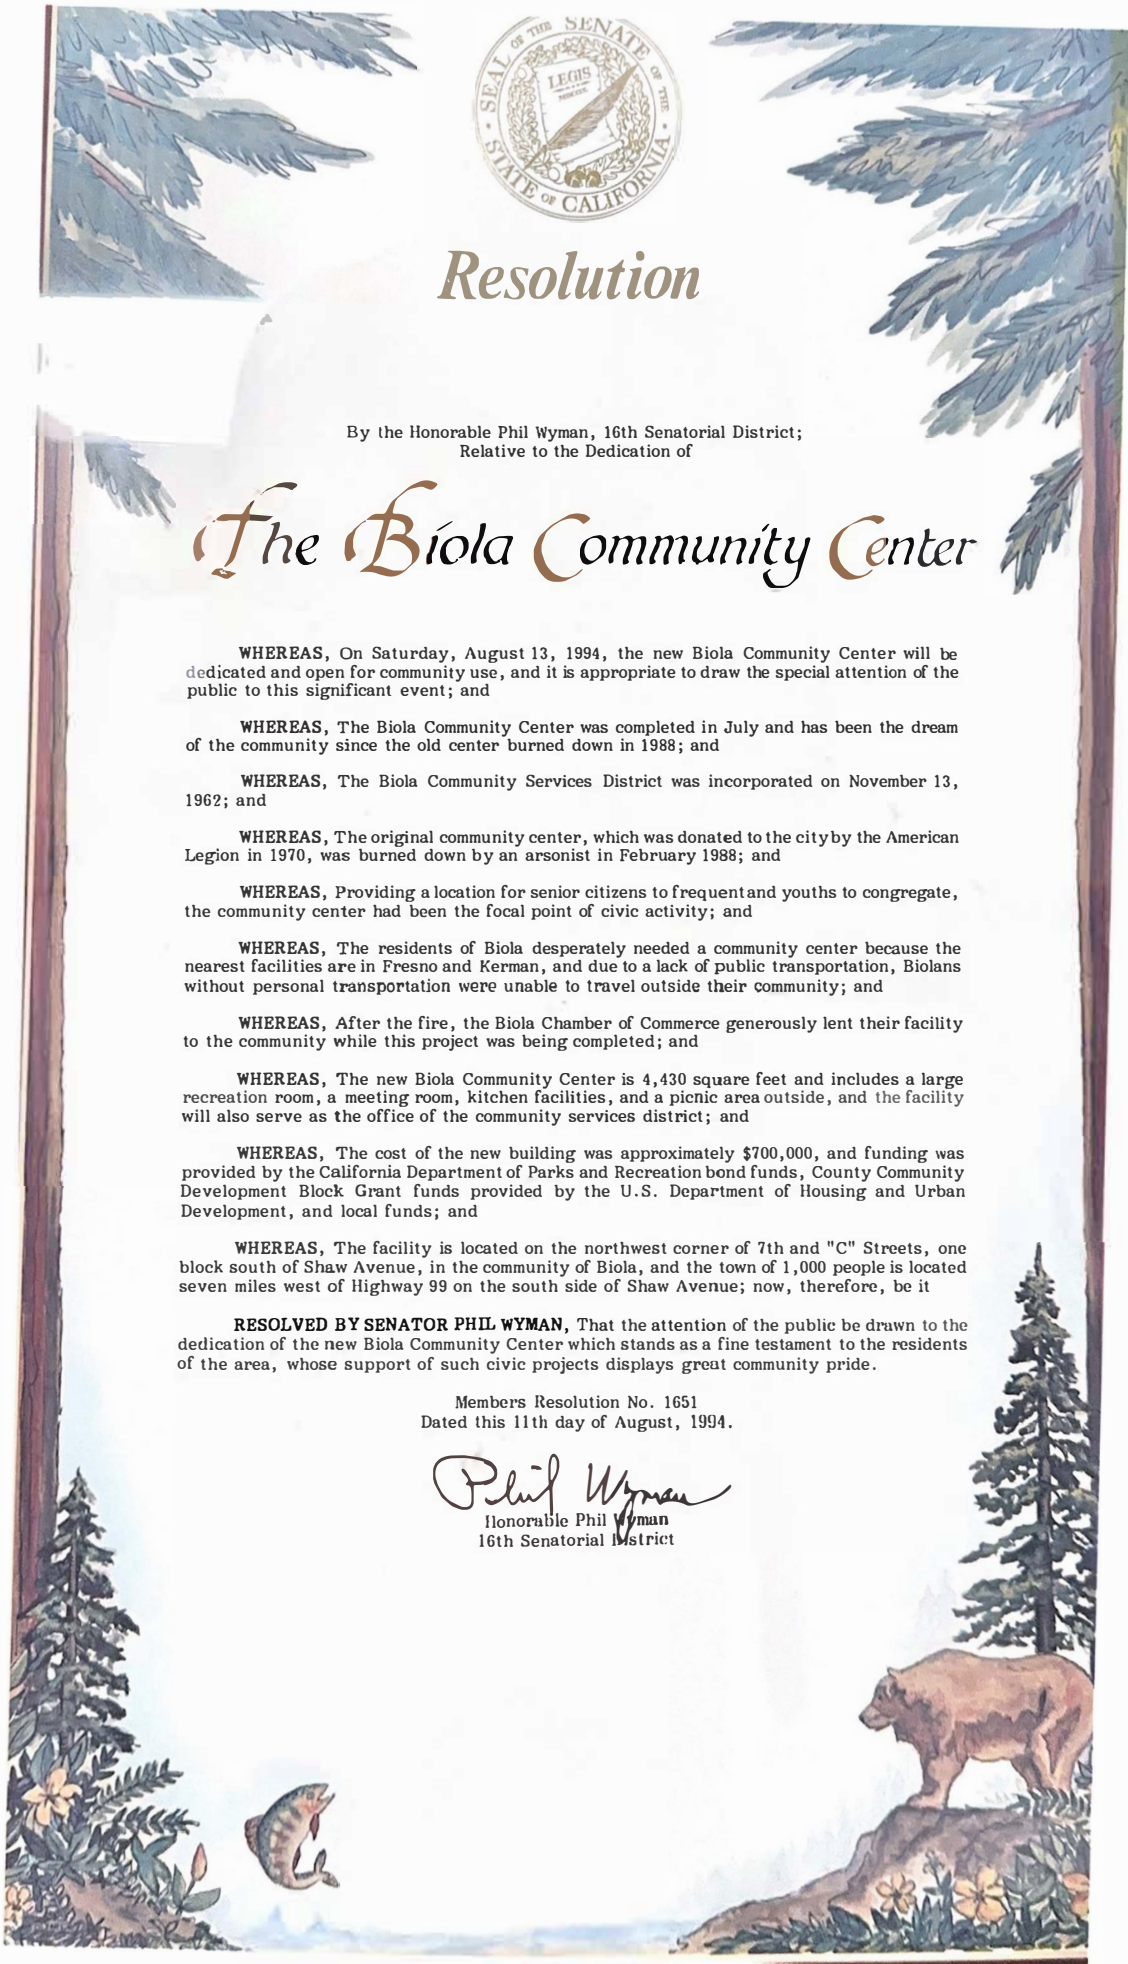 SEAL OF THE SENATE OF THE
STATE OF CALIFORNIA
LEGIS
Resolution
By the Honorable Phil Wyman, 16th Senatorial District;
Relative to the Dedication of
The Biola Community Center
WHEREAS, On Saturday, August 13, 1994, the new Biola Community Center will be
dedicated and open for community use, and it is appropriate to draw the special attention of the
public to this significant event; and
WHEREAS, The Biola Community Center was completed in July and has been the dream
of the community since the old center burned down in 1988; and
WHEREAS, The Biola Community Services District was incorporated on November 13,
1962; and
WHEREAS, The original community center, which was donated to the city by the American
Legion in 1970, was burned down by an arsonist in February 1988; and
WHEREAS, Providing a location for senior citizens to frequent and youths to congregate,
the community center had been the focal point of civic activity; and
WHEREAS, The residents of Biola desperately needed a community center because the
nearest facilities are in Fresno and Kerman, and due to a lack of public transportation, Biolans
without personal transportation were unable to travel outside their community; and
WHEREAS, After the fire, the Biola Chamber of Commerce generously lent their facility
to the community while this project was being completed; and
WHEREAS, The new Biola Community Center is 4,430 square feet and includes a large
recreation room, a meeting room, kitchen facilities, and a picnic area outside, and the facility
will also serve as the office of the community services district; and
WHEREAS, The cost of the new building was approximately $700,000, and funding was
provided by the California Department of Parks and Recreation bond funds, County Community
Development Block Grant funds provided by the U.S. Department of Housing and Urban
Development, and local funds; and
WHEREAS, The facility is located on the northwest corner of 7th and "C" Streets, one
block south of Shaw Avenue, in the community of Biola, and the town of 1,000 people is located
seven miles west of Highway 99 on the south side of Shaw Avenue; now, therefore, be it
RESOLVED BY SENATOR PHIL WYMAN, That the attention of the public be drawn to the
dedication of the new Biola Community Center which stands as a fine testament to the residents
of the area, whose support of such civic projects displays great community pride.
Members Resolution No. 1651
Dated this 11th day of August, 1994.
Phil Wyman
Honorable Phil Wyman
16th Senatorial District